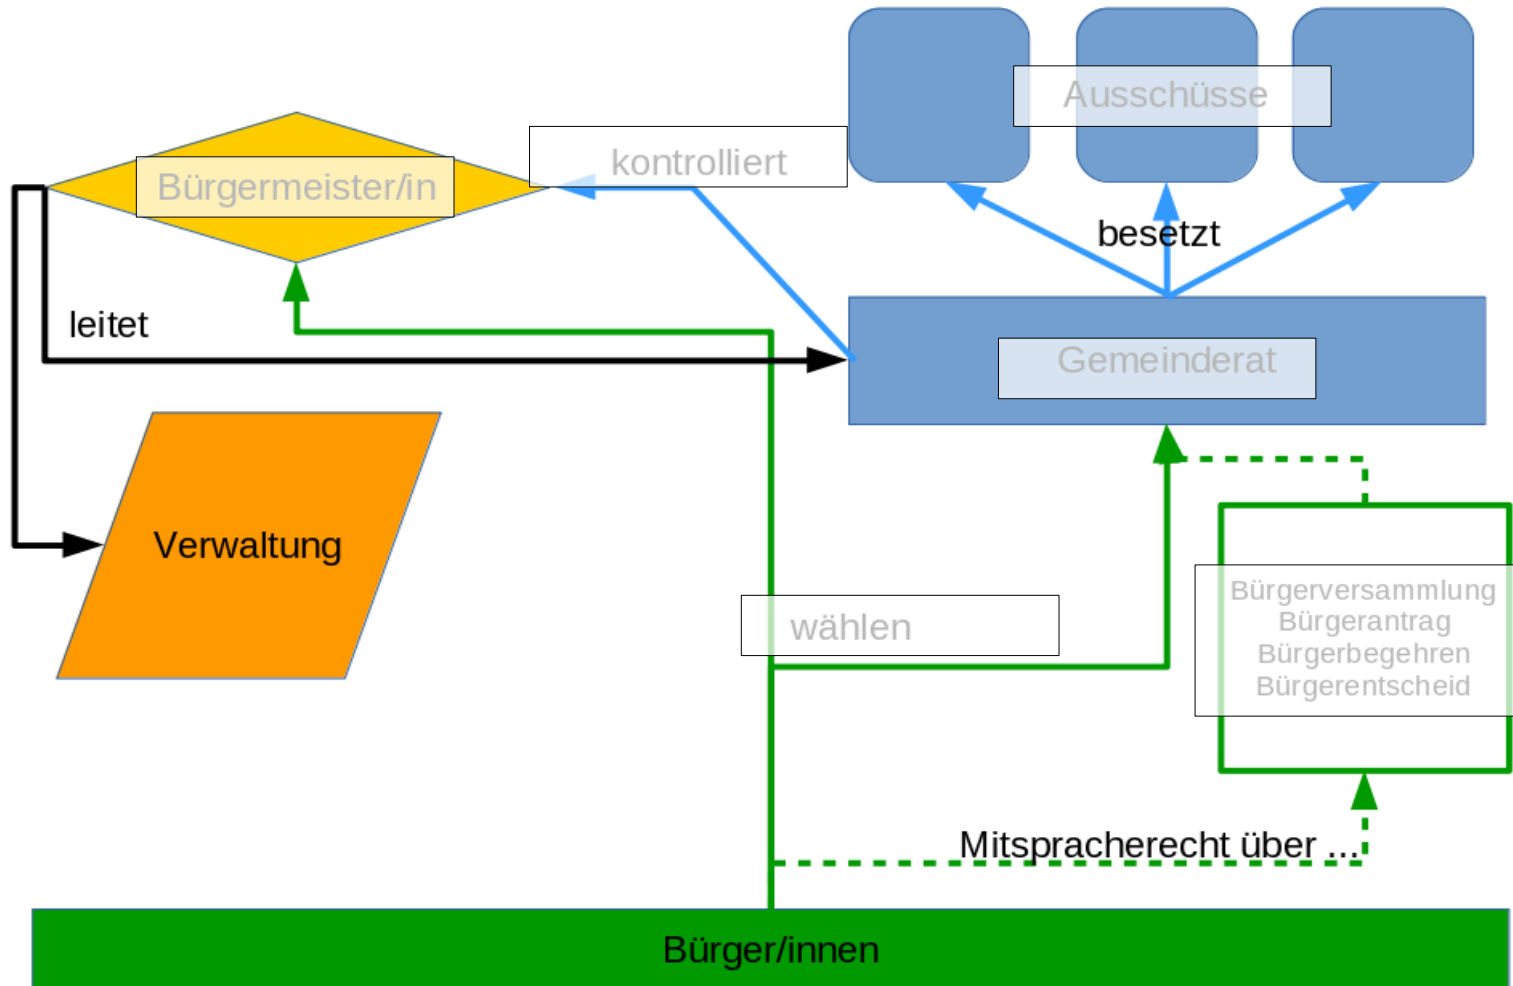 Ausschüsse
kontrolliert
Bürgermeister/in
besetzt
leitet
Gemeinderat
Verwaltung
wählen
Bürgerversammlung
Bürgerantrag
Bürgerbegehren
Bürgerentscheid
Mitspracherecht über ...
Bürger/innen